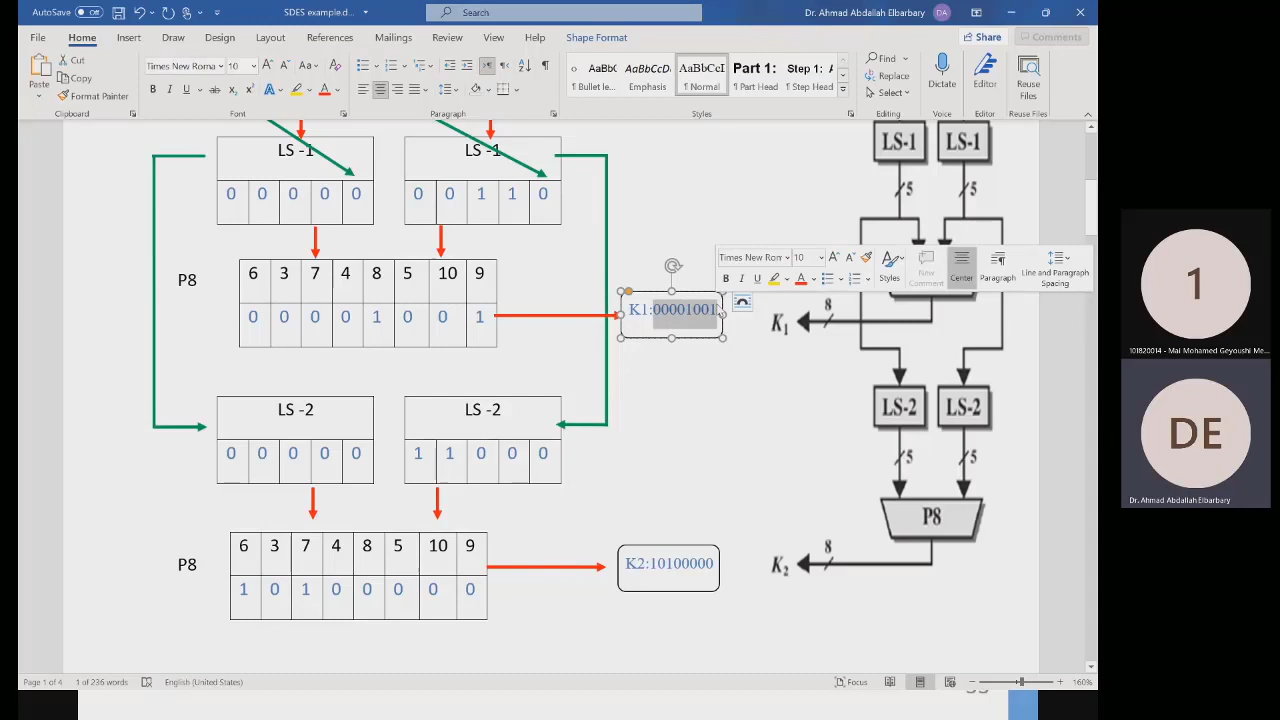 AutoSave Off SDES example.d... Search Dr. Ahmad Abdallah Elbarbary DA
File Home Insert Draw Design Layout References Mailings Review View Help Shape Format Share Comments
Paste Cut Copy Format Painter
Times New Roma 10
AaBbC AaBbCcD AaBbCcI Part 1: Step 1:
¶ Bullet le... Emphasis ¶ Normal ¶ Part Head ¶ Step Head
Find Replace Select
Dictate Editor Reuse Files
Clipboard Font Paragraph Styles Editing Voice Editor Reuse Files
LS -1 LS -1
0 0 0 0 0 0 0 1 1 0
P8
6 3 7 4 8 5 10 9
0 0 0 0 1 0 0 1
K1:00001001
LS -2 LS -2
0 0 0 0 0 1 1 0 0 0
P8
6 3 7 4 8 5 10 9
1 0 1 0 0 0 0 0
K2:10100000
LS-1 LS-1
5 5
Times New Ron 10
B I U
Styles New Comment Center Paragraph Line and Paragraph Spacing
K1 8
LS-2 LS-2
5 5
P8
K2 8
Page 1 of 4 1 of 236 words English (United States) Focus 160%
1
101820014 - Mai Mohamed Geyoushi Me...
DE
Dr. Ahmad Abdallah Elbarbary